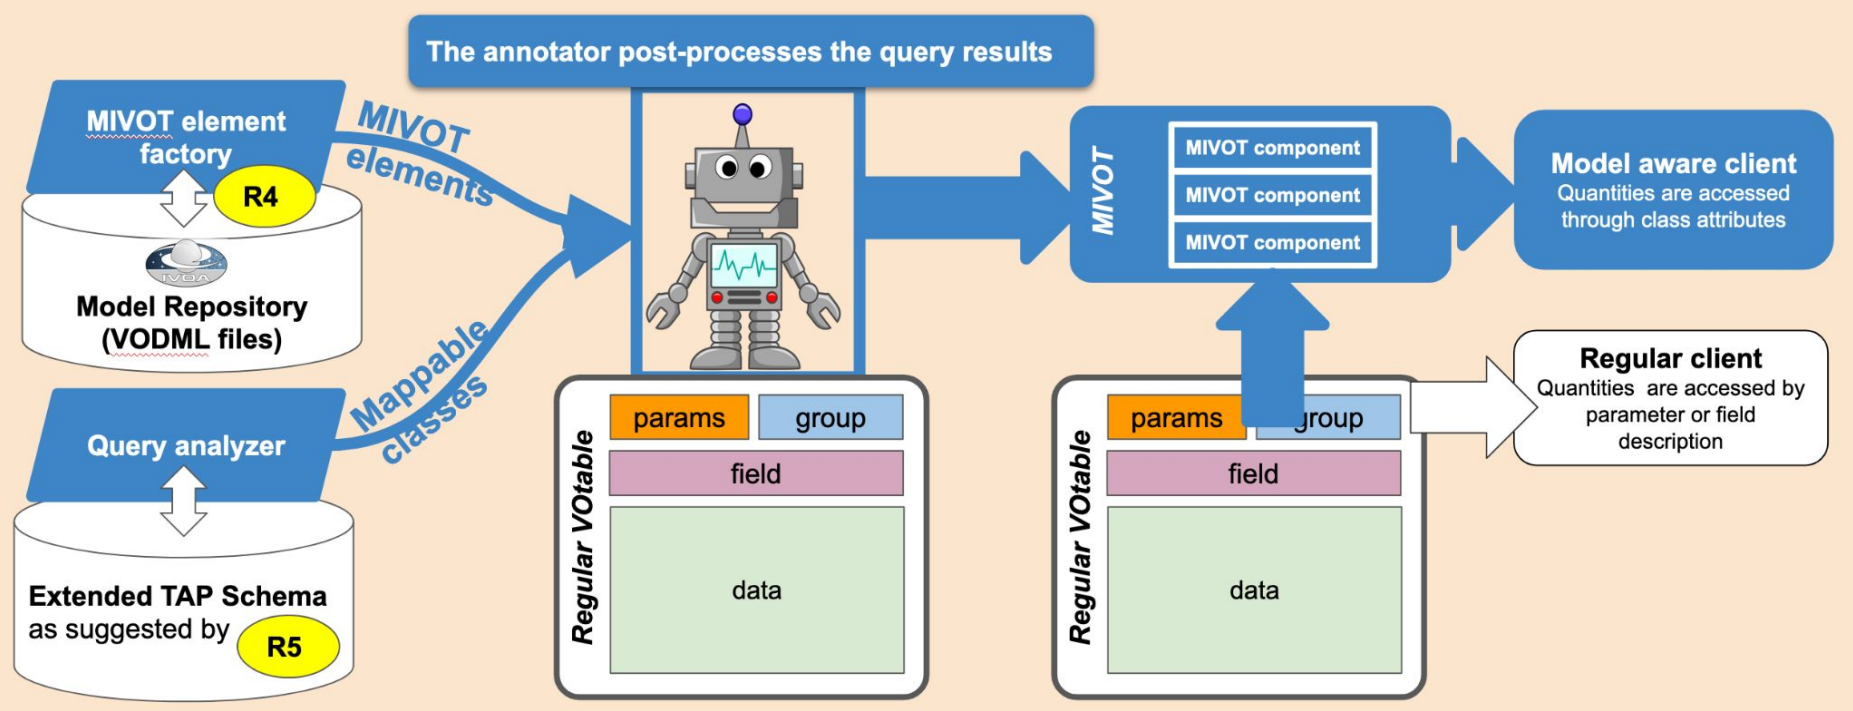 The annotator post-processes the query results
MIVOT element
factory
R4
IVOA
Model Repository
(VODML files)
MIVOT
elements
Query analyzer
Mappable
classes
Extended TAP Schema
as suggested by
R5
params
group
field
data
Regular VOtable
MIVOT
MIVOT component
MIVOT component
MIVOT component
params
group
field
data
Regular VOtable
Model aware client
Quantities are accessed
through class attributes
Regular client
Quantities are accessed by
parameter or field
description